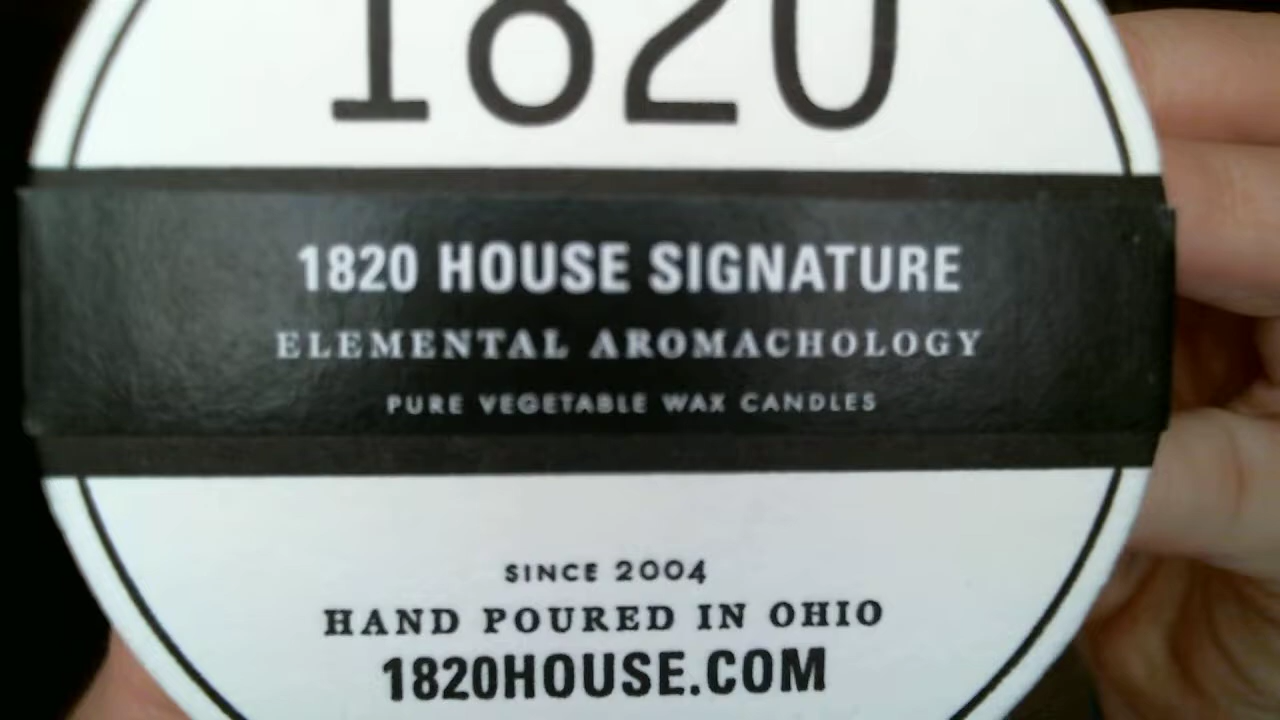 1820
1820 HOUSE SIGNATURE
ELEMENTAL AROMACHOLOGY
PURE VEGETABLE WAX CANDLES
SINCE 2004
HAND POURED IN OHIO
1820HOUSE.COM